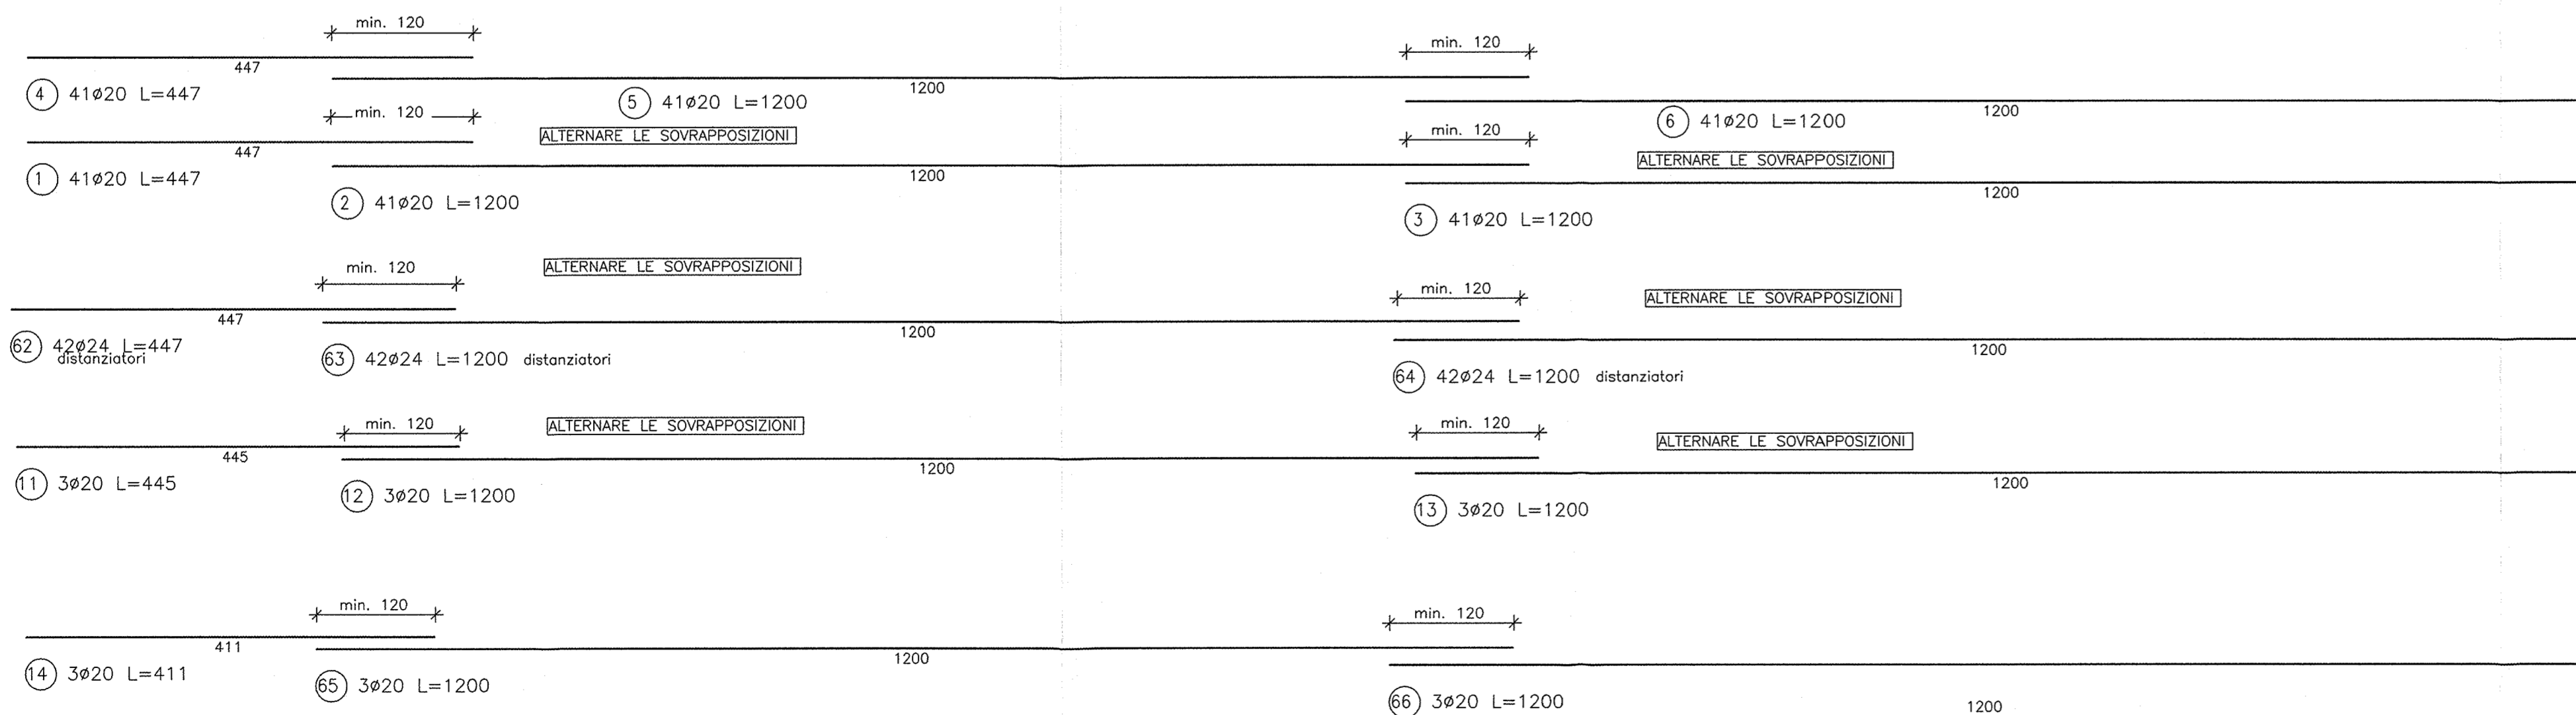 min. 120
447
4 41ø20 L=447
min. 120
1200
5 41ø20 L=1200
1200
6 41ø20 L=1200
min. 120
ALTERNARE LE SOVRAPPOSIZIONI
min. 120
ALTERNARE LE SOVRAPPOSIZIONI
447
1 41ø20 L=447
1200
2 41ø20 L=1200
1200
3 41ø20 L=1200
min. 120
ALTERNARE LE SOVRAPPOSIZIONI
min. 120
ALTERNARE LE SOVRAPPOSIZIONI
447
62 42ø24 L=447
distanziatori
1200
63 42ø24 L=1200 distanziatori
1200
64 42ø24 L=1200 distanziatori
min. 120
ALTERNARE LE SOVRAPPOSIZIONI
min. 120
ALTERNARE LE SOVRAPPOSIZIONI
445
11 3ø20 L=445
1200
12 3ø20 L=1200
1200
13 3ø20 L=1200
min. 120
min. 120
411
14 3ø20 L=411
1200
65 3ø20 L=1200
66 3ø20 L=1200
1200